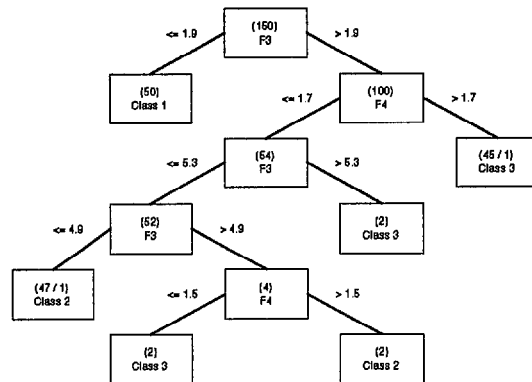 <= 1.9
(150)
F3
> 1.9
(50)
Class 1
<= 1.7
(100)
F4
> 1.7
<= 5.3
(54)
F3
> 5.3
(45 / 1)
Class 3
<= 4.9
(52)
F3
> 4.9
(2)
Class 3
(47 / 1)
Class 2
<= 1.5
(4)
F4
> 1.5
(2)
Class 3
(2)
Class 2